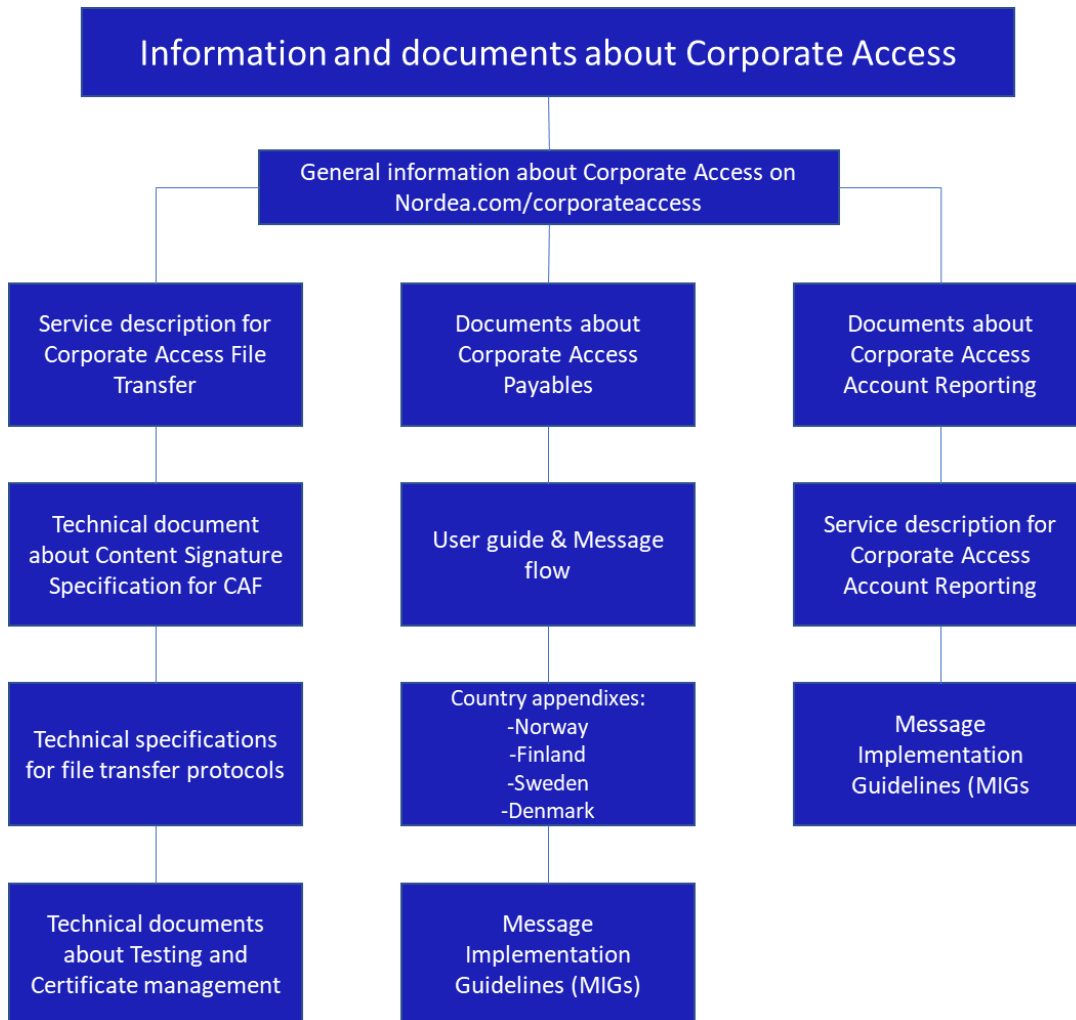 Information and documents about Corporate Access
General information about Corporate Access on
Nordea.com/corporateaccess
Service description for
Corporate Access File
Transfer
Documents about
Corporate Access
Payables
Documents about
Corporate Access
Account Reporting
Technical document
about Content Signature
Specification for CAF
User guide & Message
flow
Service description for
Corporate Access
Account Reporting
Technical specifications
for file transfer protocols
Country appendixes:
-Norway
-Finland
-Sweden
-Denmark
Message
Implementation
Guidelines (MIGs
Technical documents
about Testing and
Certificate management
Message
Implementation
Guidelines (MIGs)